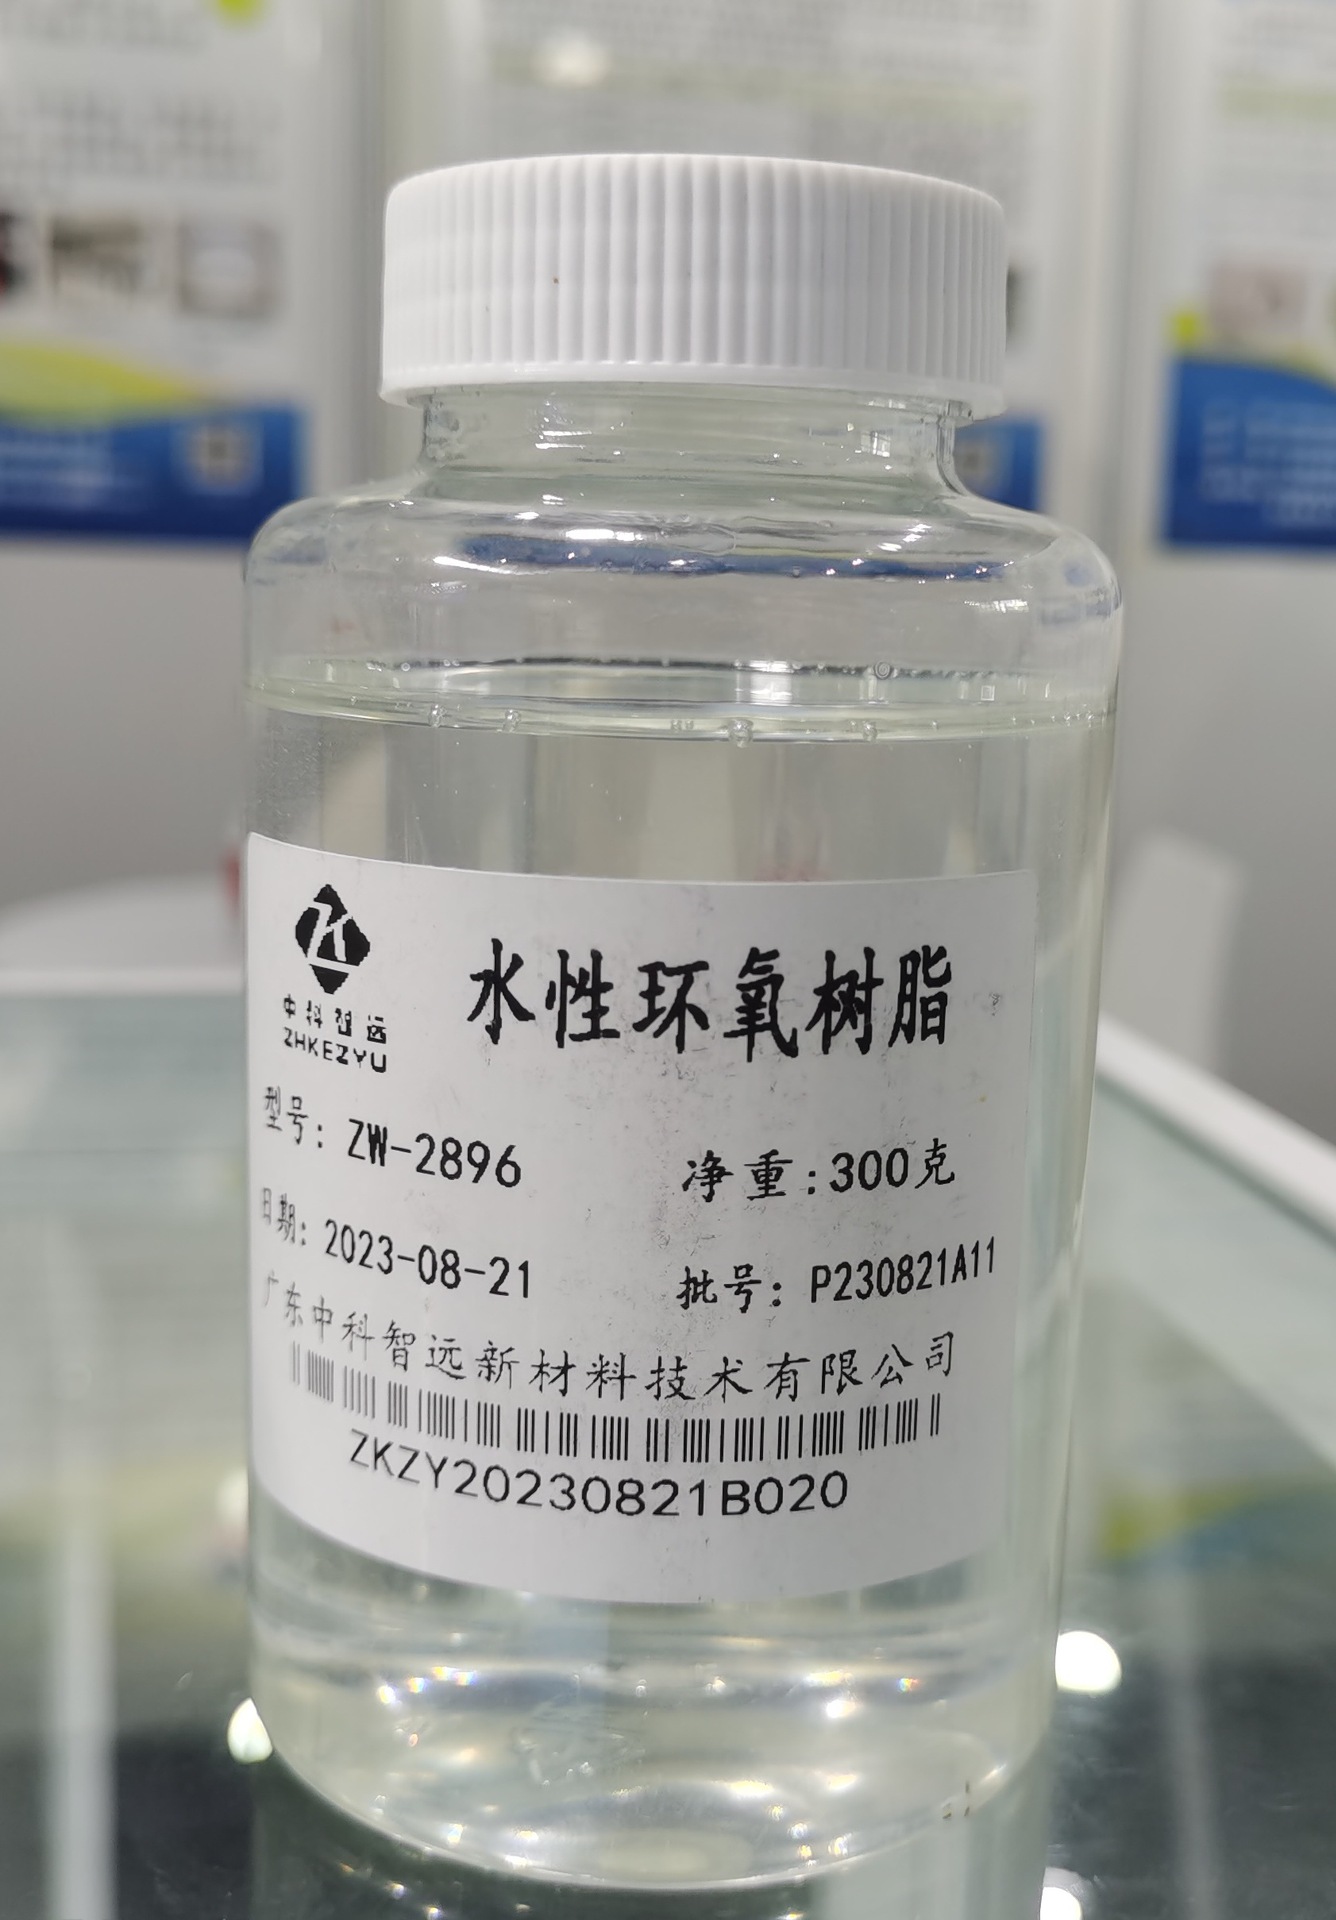 水性环氧树脂
中科智远
ZHKEZYU
型号: ZW-2896
净重:300克
日期: 2023-08-21
批号: P230821A11
广东中科智远新材料技术有限公司
ZKZY20230821B020